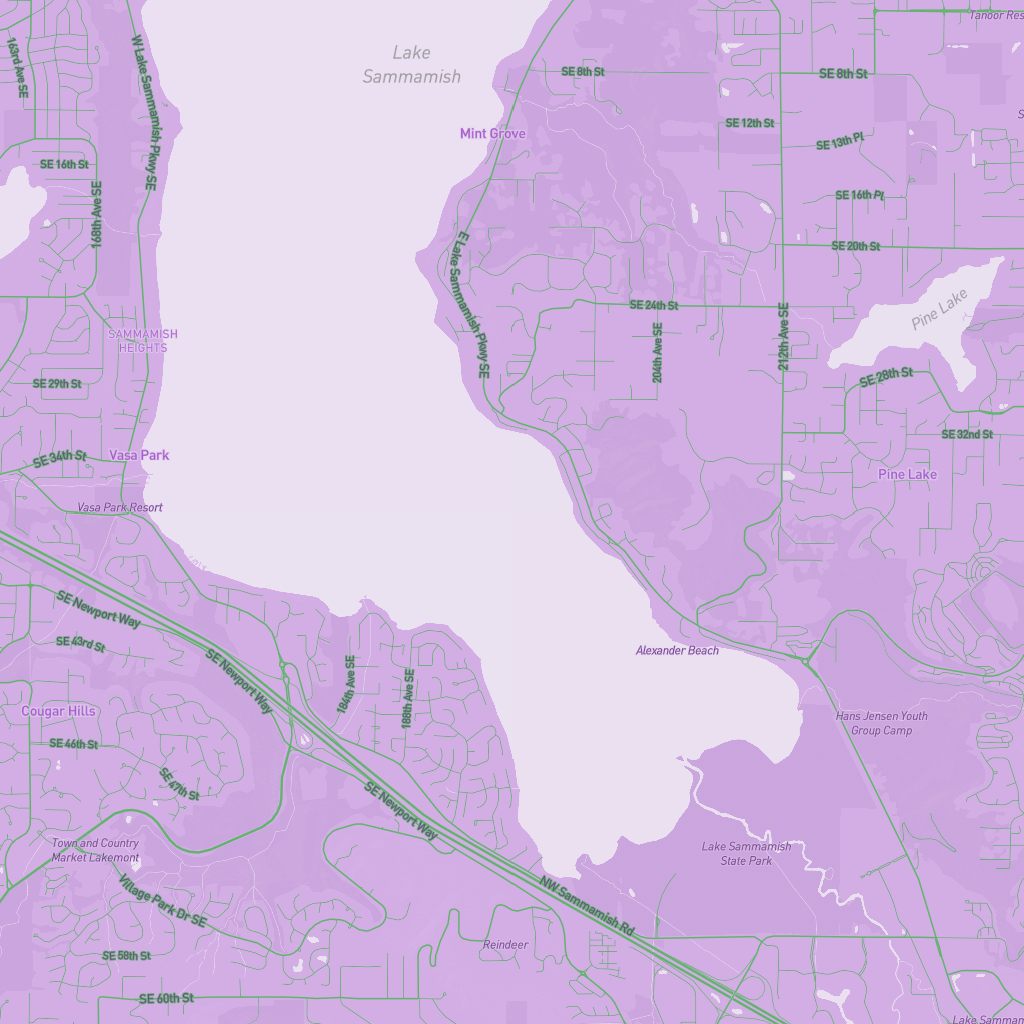 Tanoor Res
Lake
Sammamish
163rd Ave SE
W Lake Sammamish Pkwy SE
SE 8th St
SE 8th St
SE 12th St
Mint Grove
SE 13th Pl
S
SE 16th St
168th Ave SE
SE 16th Pl
E Lake Sammamish Pkwy SE
SE 20th St
Pine Lake
SE 24th St
SAMMAMISH
HEIGHTS
204th Ave SE
212th Ave SE
SE 28th St
SE 29th St
SE 32nd St
SE 34th St
Vasa Park
Pine Lake
Vasa Park Resort
SE Newport Way
SE 43rd St
SE Newport Way
184th Ave SE
188th Ave SE
Alexander Beach
Cougar Hills
Hans Jensen Youth
Group Camp
SE 46th St
SE 47th St
SE Newport Way
Town and Country
Market Lakemont
Lake Sammamish
State Park
Village Park Dr SE
NW Sammamish Rd
Reindeer
SE 58th St
SE 60th St
Lake Sammam